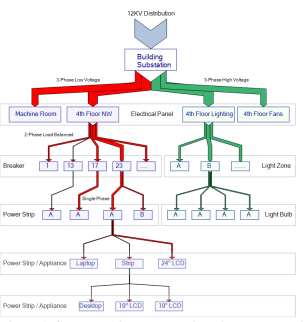 12KV Distribution
Building
Substation
3-Phase Low Voltage
3-Phase High Voltage
Machine Room
4th Floor NW
Electrical Panel
4th Floor Lighting
4th Floor Fans
2-Phase Load Balanced
Breaker
1
13
17
23
....
A
B
.....
Light Zone
Single Phase
Power Strip
A
A
A
B
A
A
A
A
Light Bulb
Power Strip / Appliance
Laptop
Strip
24" LCD
Power Strip / Appliance
Desktop
19" LCD
19" LCD